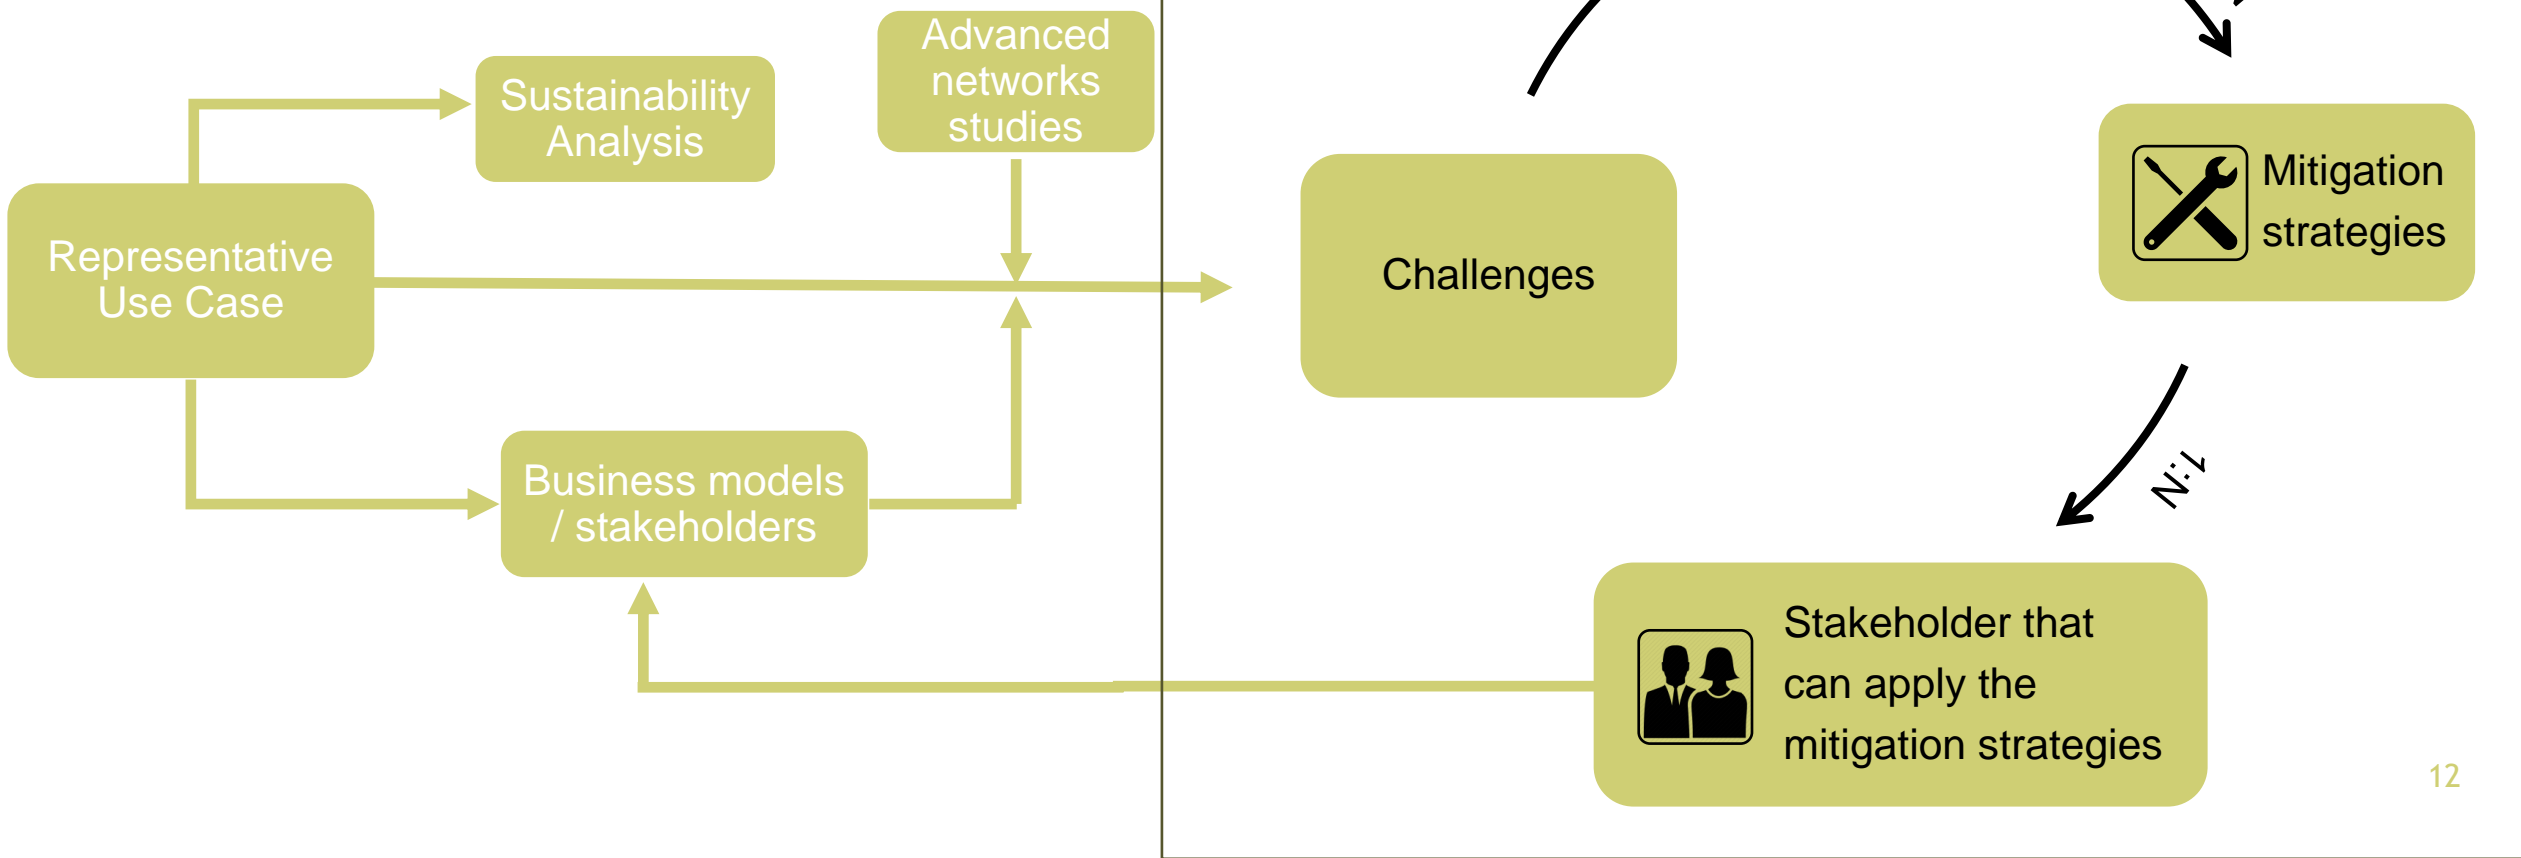 Advanced
networks
studies
Sustainability
Analysis
Representative
Use Case
Business models
/ stakeholders
Challenges
Mitigation
strategies
1:N
Stakeholder that
can apply the
mitigation strategies
12